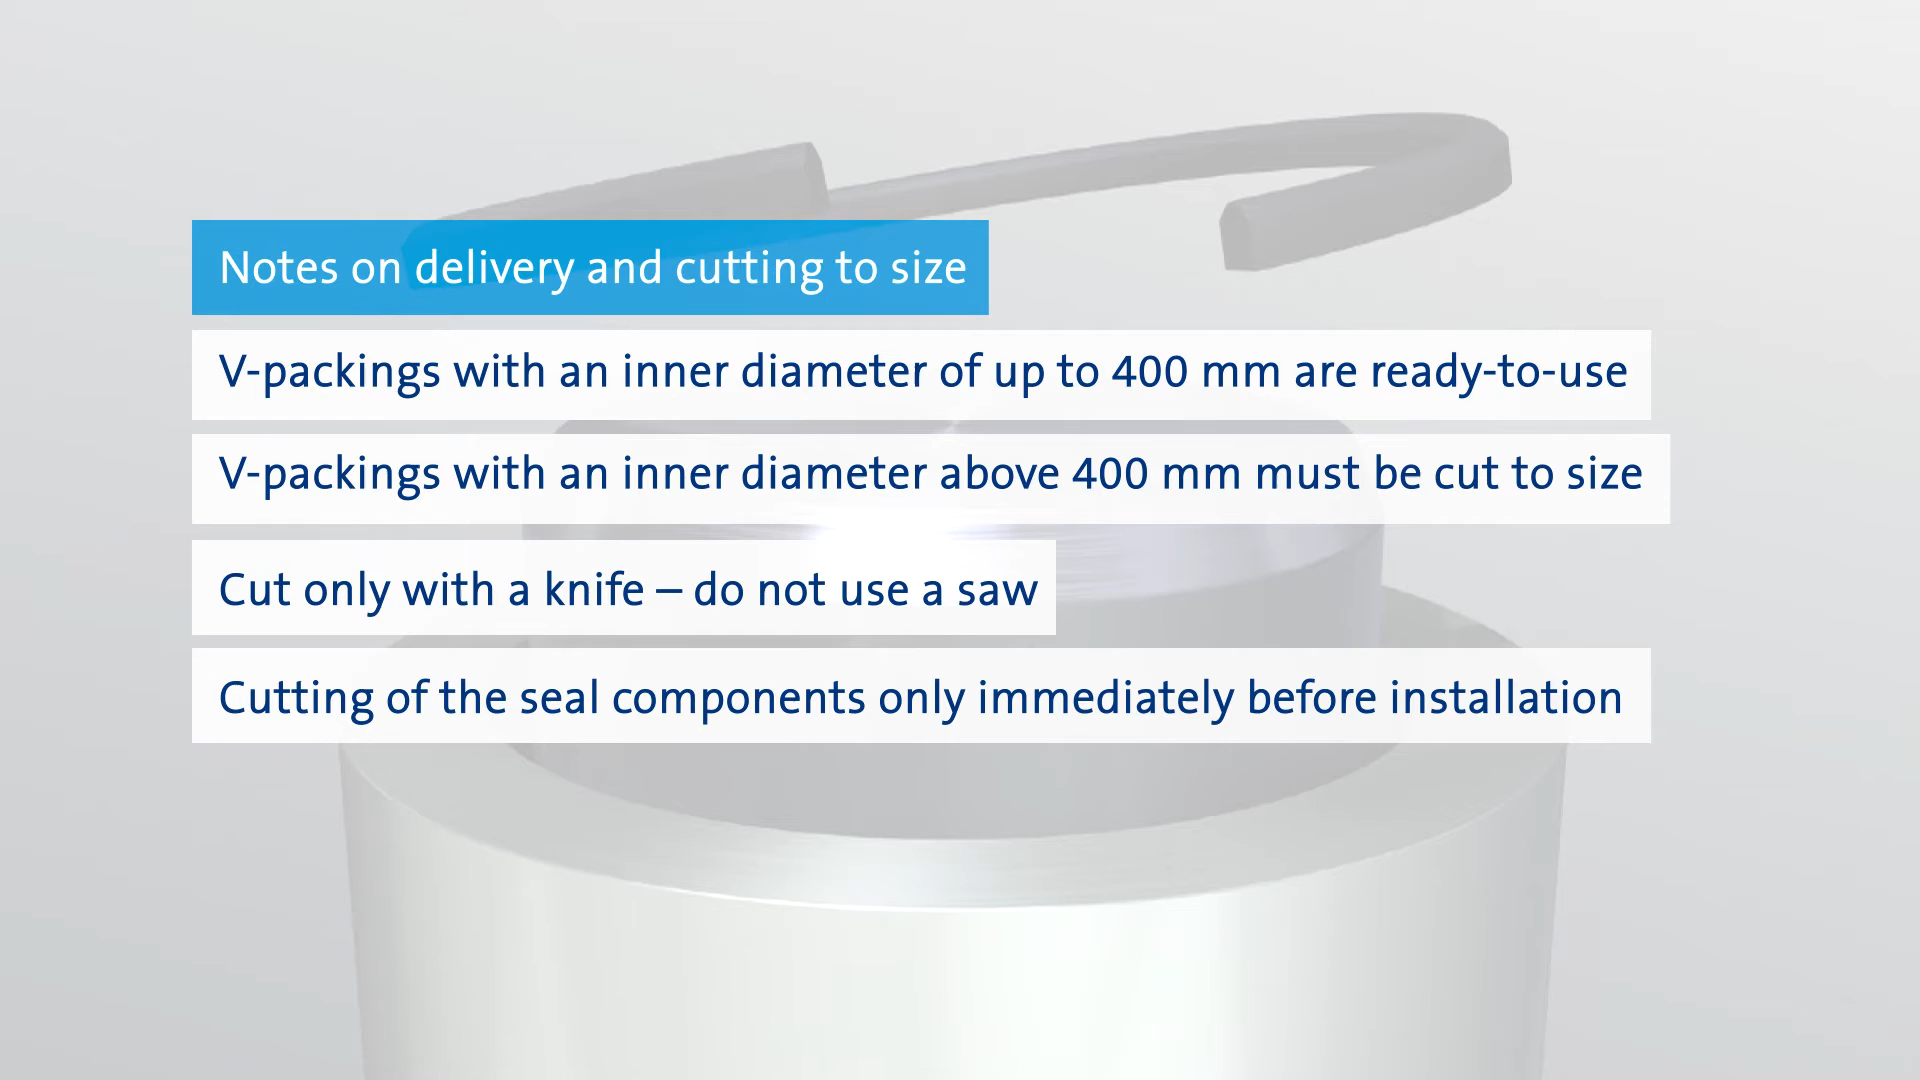 Notes on delivery and cutting to size
V-packings with an inner diameter of up to 400 mm are ready-to-use
V-packings with an inner diameter above 400 mm must be cut to size
Cut only with a knife – do not use a saw
Cutting of the seal components only immediately before installation